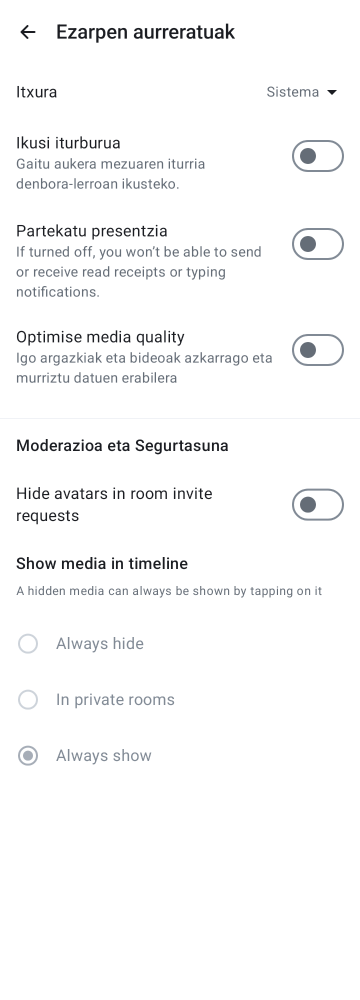 Ezarpen aurreratuak
Itxura
Sistema
Ikusi iturburua
Gaitu aukera mezuaren iturria
denbora-lerroan ikusteko.
Partekatu presentzia
If turned off, you won’t be able to send
or receive read receipts or typing
notifications.
Optimise media quality
Igo argazkiak eta bideoak azkarrago eta
murriztu datuen erabilera
Moderazioa eta Segurtasuna
Hide avatars in room invite
requests
Show media in timeline
A hidden media can always be shown by tapping on it
Always hide
In private rooms
Always show